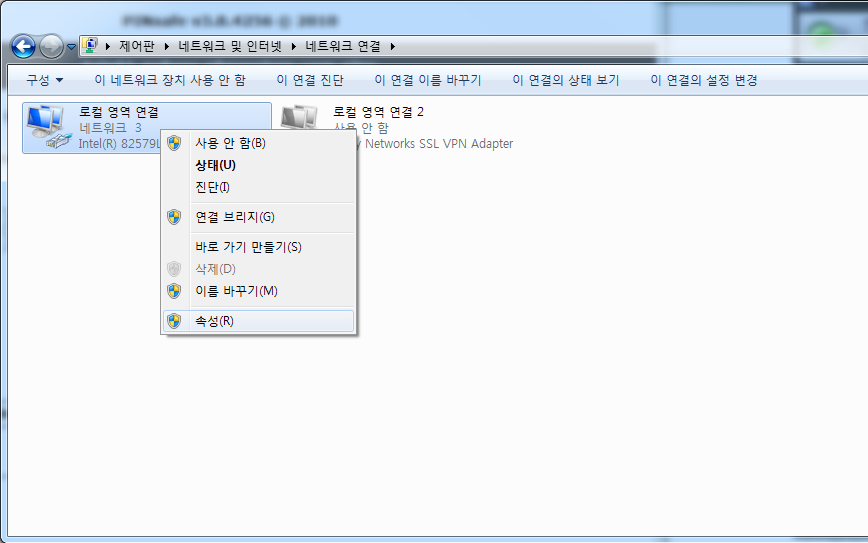 PINsafe v3.8.4256 © 2010
제어판 네트워크 및 인터넷 네트워크 연결
구성 이 네트워크 장치 사용 안 함 이 연결 진단 이 연결 이름 바꾸기 이 연결의 상태 보기 이 연결의 설정 변경
로컬 영역 연결
네트워크 3
Intel(R) 82579L
로컬 영역 연결 2
사용 안 함
y Networks SSL VPN Adapter
사용 안 함(B)
상태(U)
진단(I)
연결 브리지(G)
바로 가기 만들기(S)
삭제(D)
이름 바꾸기(M)
속성(R)